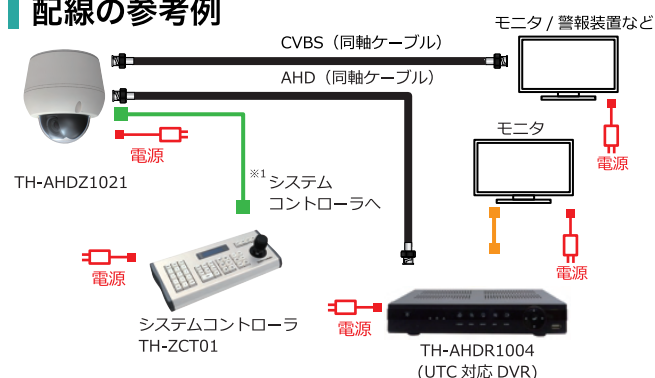 配線の参考例
モニタ / 警報装置など
CVBS（同軸ケーブル）
AHD（同軸ケーブル）
モニタ
電源
電源
TH-AHDZ1021
※1 システム
コントローラへ
電源
電源
電源
システムコントローラ
TH-ZCT01
TH-AHDR1004
(UTC 対応 DVR)